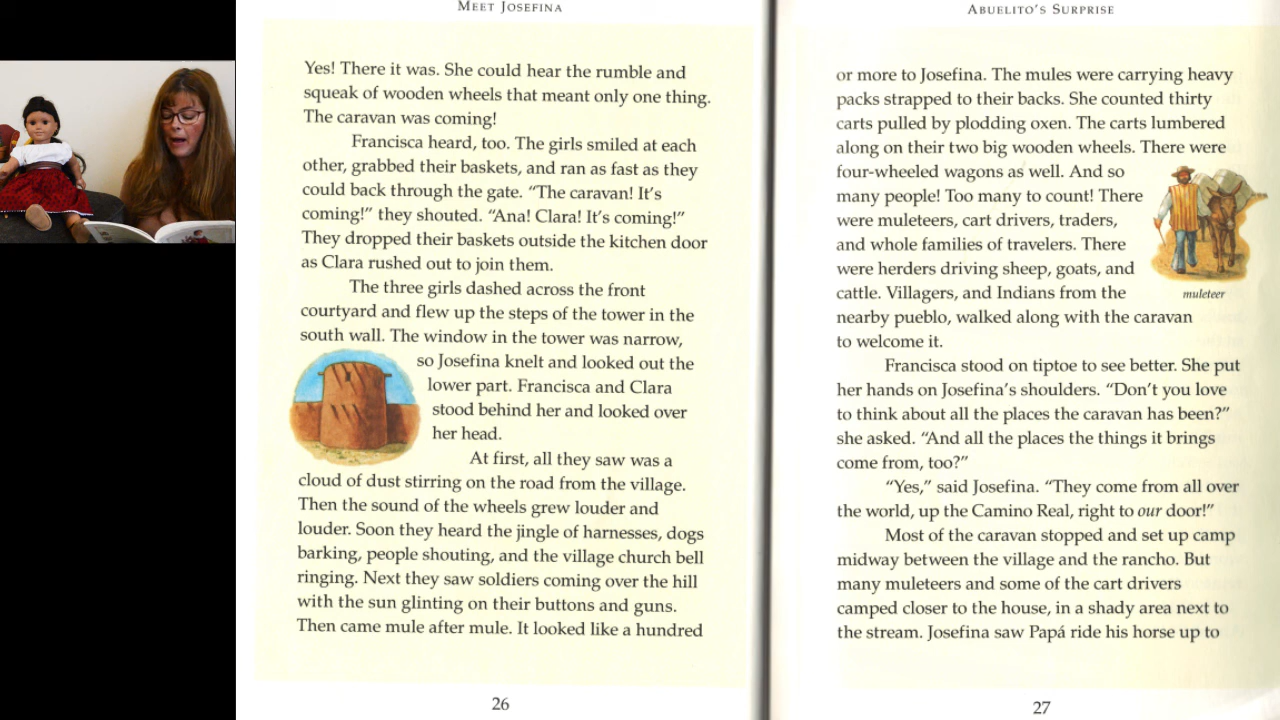 MEET JOSEFINA
Yes! There it was. She could hear the rumble and
squeak of wooden wheels that meant only one thing.
The caravan was coming!
Francisca heard, too. The girls smiled at each
other, grabbed their baskets, and ran as fast as they
could back through the gate. “The caravan! It’s
coming!” they shouted. “Ana! Clara! It’s coming!”
They dropped their baskets outside the kitchen door
as Clara rushed out to join them.
The three girls dashed across the front
courtyard and flew up the steps of the tower in the
south wall. The window in the tower was narrow,
so Josefina knelt and looked out the
lower part. Francisca and Clara
stood behind her and looked over
her head.
At first, all they saw was a
cloud of dust stirring on the road from the village.
Then the sound of the wheels grew louder and
louder. Soon they heard the jingle of harnesses, dogs
barking, people shouting, and the village church bell
ringing. Next they saw soldiers coming over the hill
with the sun glinting on their buttons and guns.
Then came mule after mule. It looked like a hundred
26
ABUELITO’S SURPRISE
or more to Josefina. The mules were carrying heavy
packs strapped to their backs. She counted thirty
carts pulled by plodding oxen. The carts lumbered
along on their two big wooden wheels. There were
four-wheeled wagons as well. And so
many people! Too many to count! There
were muleteers, cart drivers, traders,
and whole families of travelers. There
were herders driving sheep, goats, and
cattle. Villagers, and Indians from the
muleteer
nearby pueblo, walked along with the caravan
to welcome it.
Francisca stood on tiptoe to see better. She put
her hands on Josefina’s shoulders. “Don’t you love
to think about all the places the caravan has been?”
she asked. “And all the places the things it brings
come from, too?”
“Yes,” said Josefina. “They come from all over
the world, up the Camino Real, right to our door!”
Most of the caravan stopped and set up camp
midway between the village and the rancho. But
many muleteers and some of the cart drivers
camped closer to the house, in a shady area next to
the stream. Josefina saw Papá ride his horse up to
27